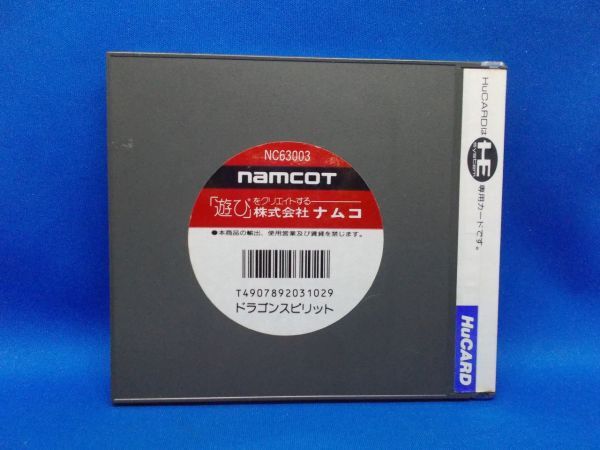 NC63003
namcot
「遊び」をクリエイトする
株式会社 ナムコ
●本商品の輸出、使用営業及び賃貸を禁じます。
T4907892031029
ドラゴンスピリット
HuCARDは HE system 専用カードです。
HuCARD